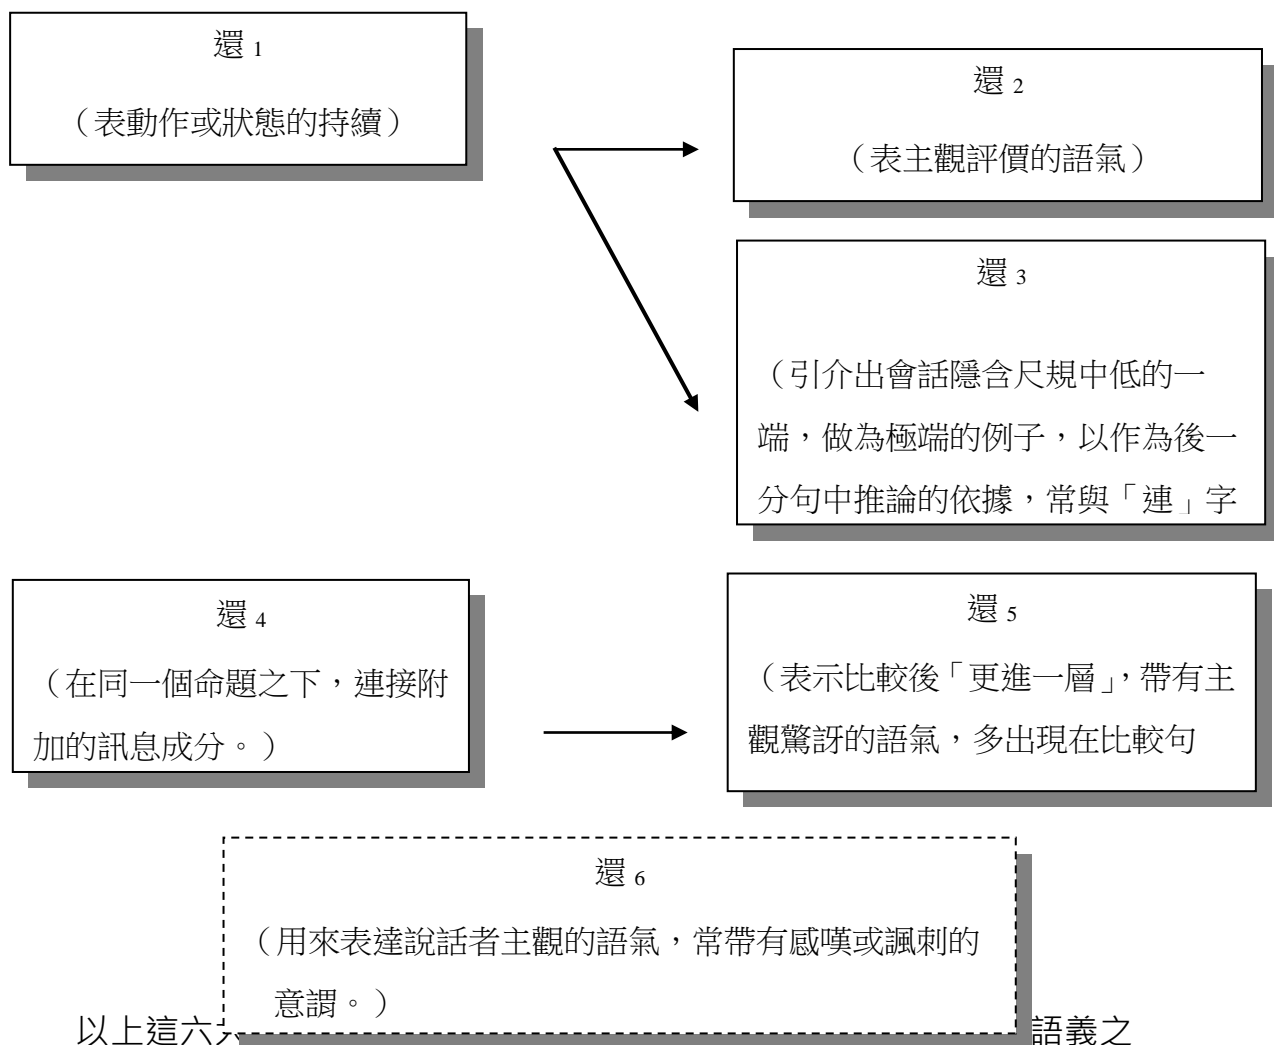 還 1
（表動作或狀態的持續）
還 2
（表主觀評價的語氣）
還 3
（引介出會話隱含尺規中低的一
端，做為極端的例子，以作為後一
分句中推論的依據，常與「連」字
還 4
（在同一個命題之下，連接附
加的訊息成分。）
還 5
（表示比較後「更進一層」，帶有主
觀驚訝的語氣，多出現在比較句
還 6
（用來表達說話者主觀的語氣，常帶有感嘆或諷刺的
意謂。）
以上這六
語義之